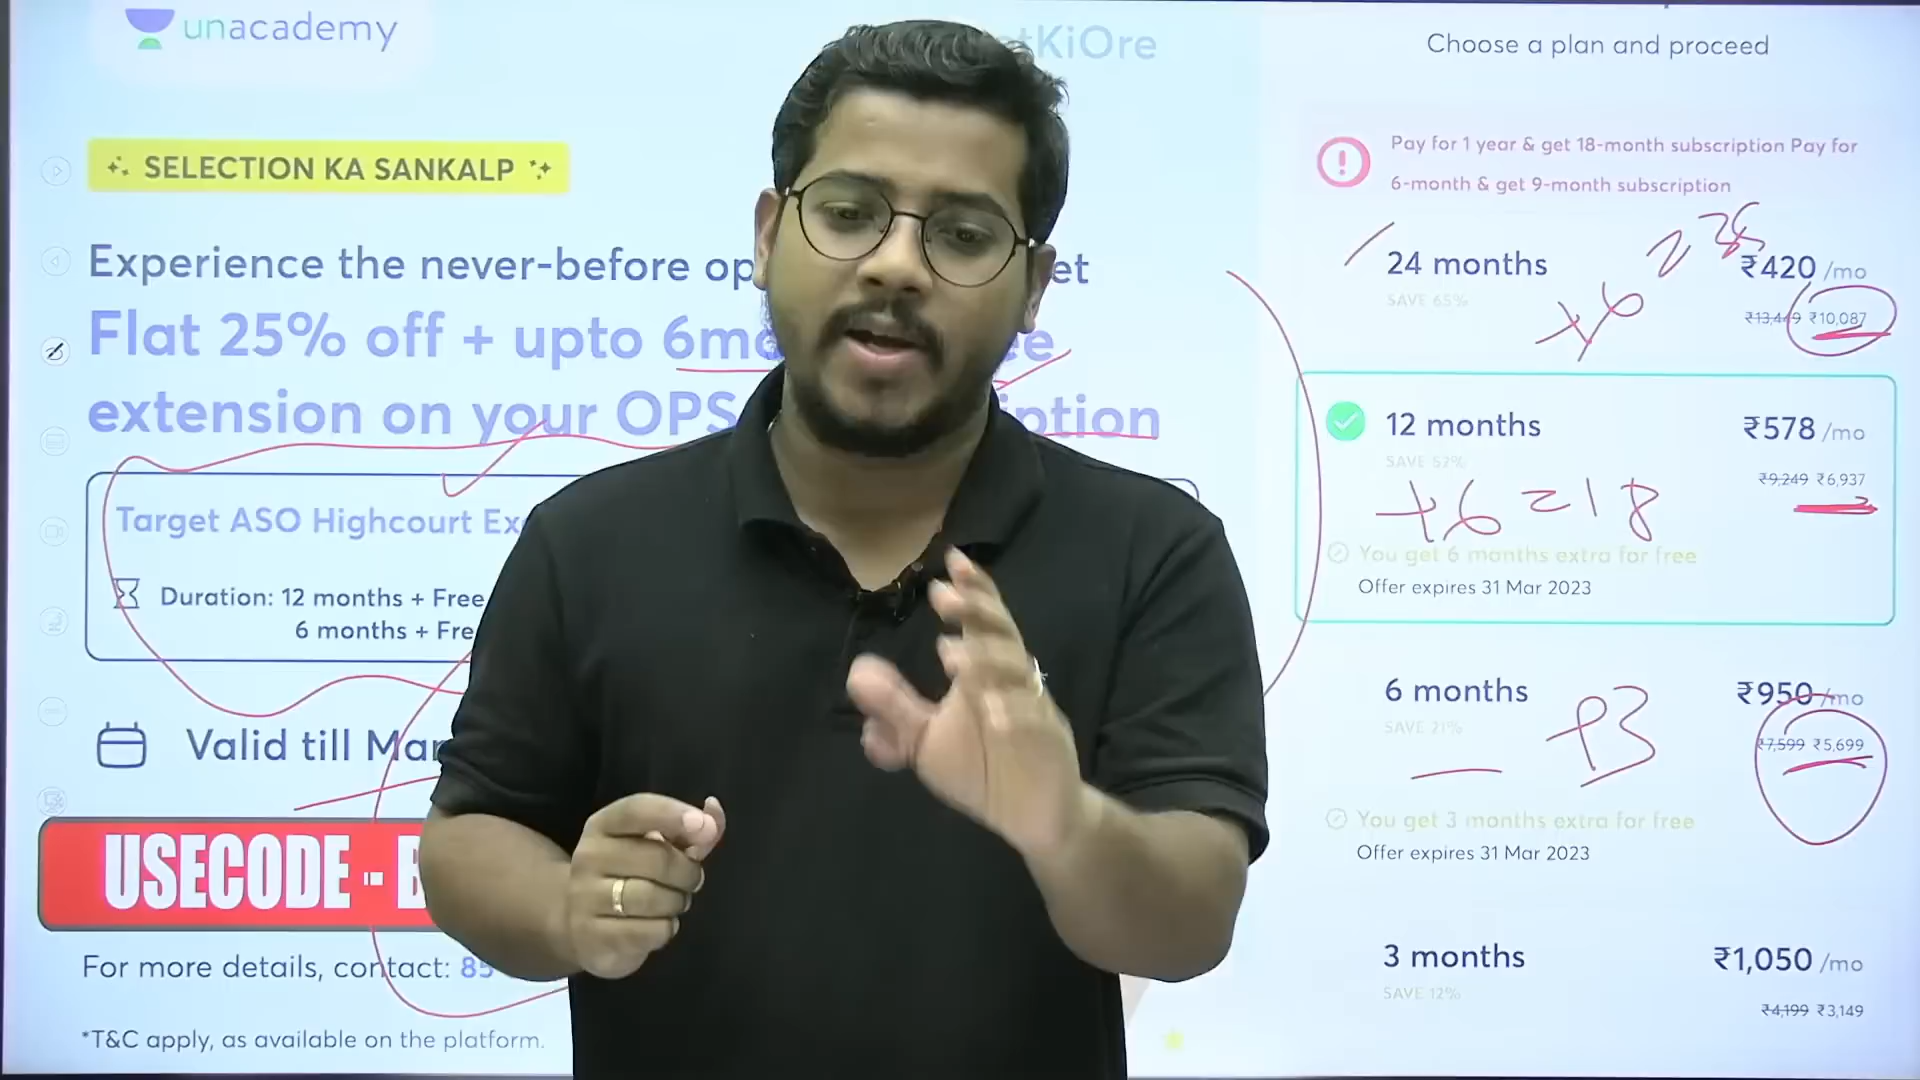 unacademy
etKiOre
SELECTION KA SANKALP
Experience the never-before
Flat 25% off + upto
extension on your OPS
Target ASO Highcourt
Duration: 12 months + Free
6 months +
Valid till
USECODE -
For more details, contact: 85
*T&C apply, as available on the platform.
Choose a plan and proceed
Pay for 1 year & get 18-month subscription Pay for
6-month & get 9-month subscription
24 months
₹420 /mo
SAVE 65%
₹13,449 ₹10,087
+6
12 months
₹578 /mo
SAVE 52%
₹9,249 ₹6,937
+6=18
You get 6 months extra for free
Offer expires 31 Mar 2023
6 months
₹950 /mo
SAVE 21%
₹7,599 ₹5,699
+3
You get 3 months extra for free
Offer expires 31 Mar 2023
3 months
₹1,050 /mo
SAVE 12%
₹4,199 ₹3,149